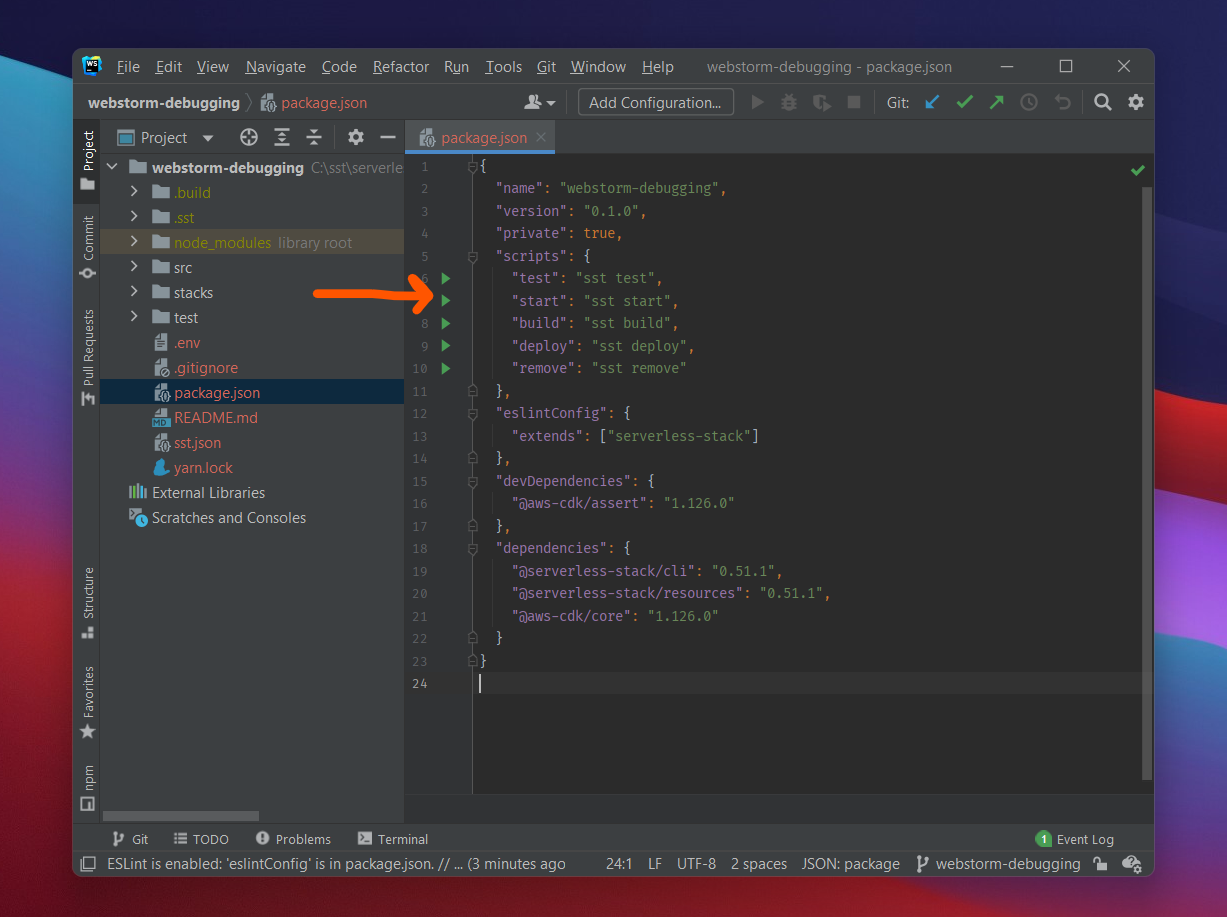 WS File Edit View Navigate Code Refactor Run Tools Git Window Help webstorm-debugging - package.json
webstorm-debugging package.json Add Configuration... Git:
Project
package.json
Project
Commit
Pull Requests
Structure
Favorites
npm
webstorm-debugging C:\sst\serverle
.build
.sst
node_modules library root
src
stacks
test
.env
.gitignore
package.json
MD README.md
sst.json
yarn.lock
External Libraries
Scratches and Consoles
1 {
2 "name": "webstorm-debugging",
3 "version": "0.1.0",
4 "private": true,
5 "scripts": {
6 "test": "sst test",
"start": "sst start",
8 "build": "sst build",
9 "deploy": "sst deploy",
10 "remove": "sst remove"
11 },
12 "eslintConfig": {
13 "extends": ["serverless-stack"]
14 },
15 "devDependencies": {
16 "@aws-cdk/assert": "1.126.0"
17 },
18 "dependencies": {
19 "@serverless-stack/cli": "0.51.1",
20 "@serverless-stack/resources": "0.51.1",
21 "@aws-cdk/core": "1.126.0"
22 }
23 }
24
Git TODO Problems Terminal 1 Event Log
ESLint is enabled: 'eslintConfig' is in package.json. // ... (3 minutes ago 24:1 LF UTF-8 2 spaces JSON: package webstorm-debugging